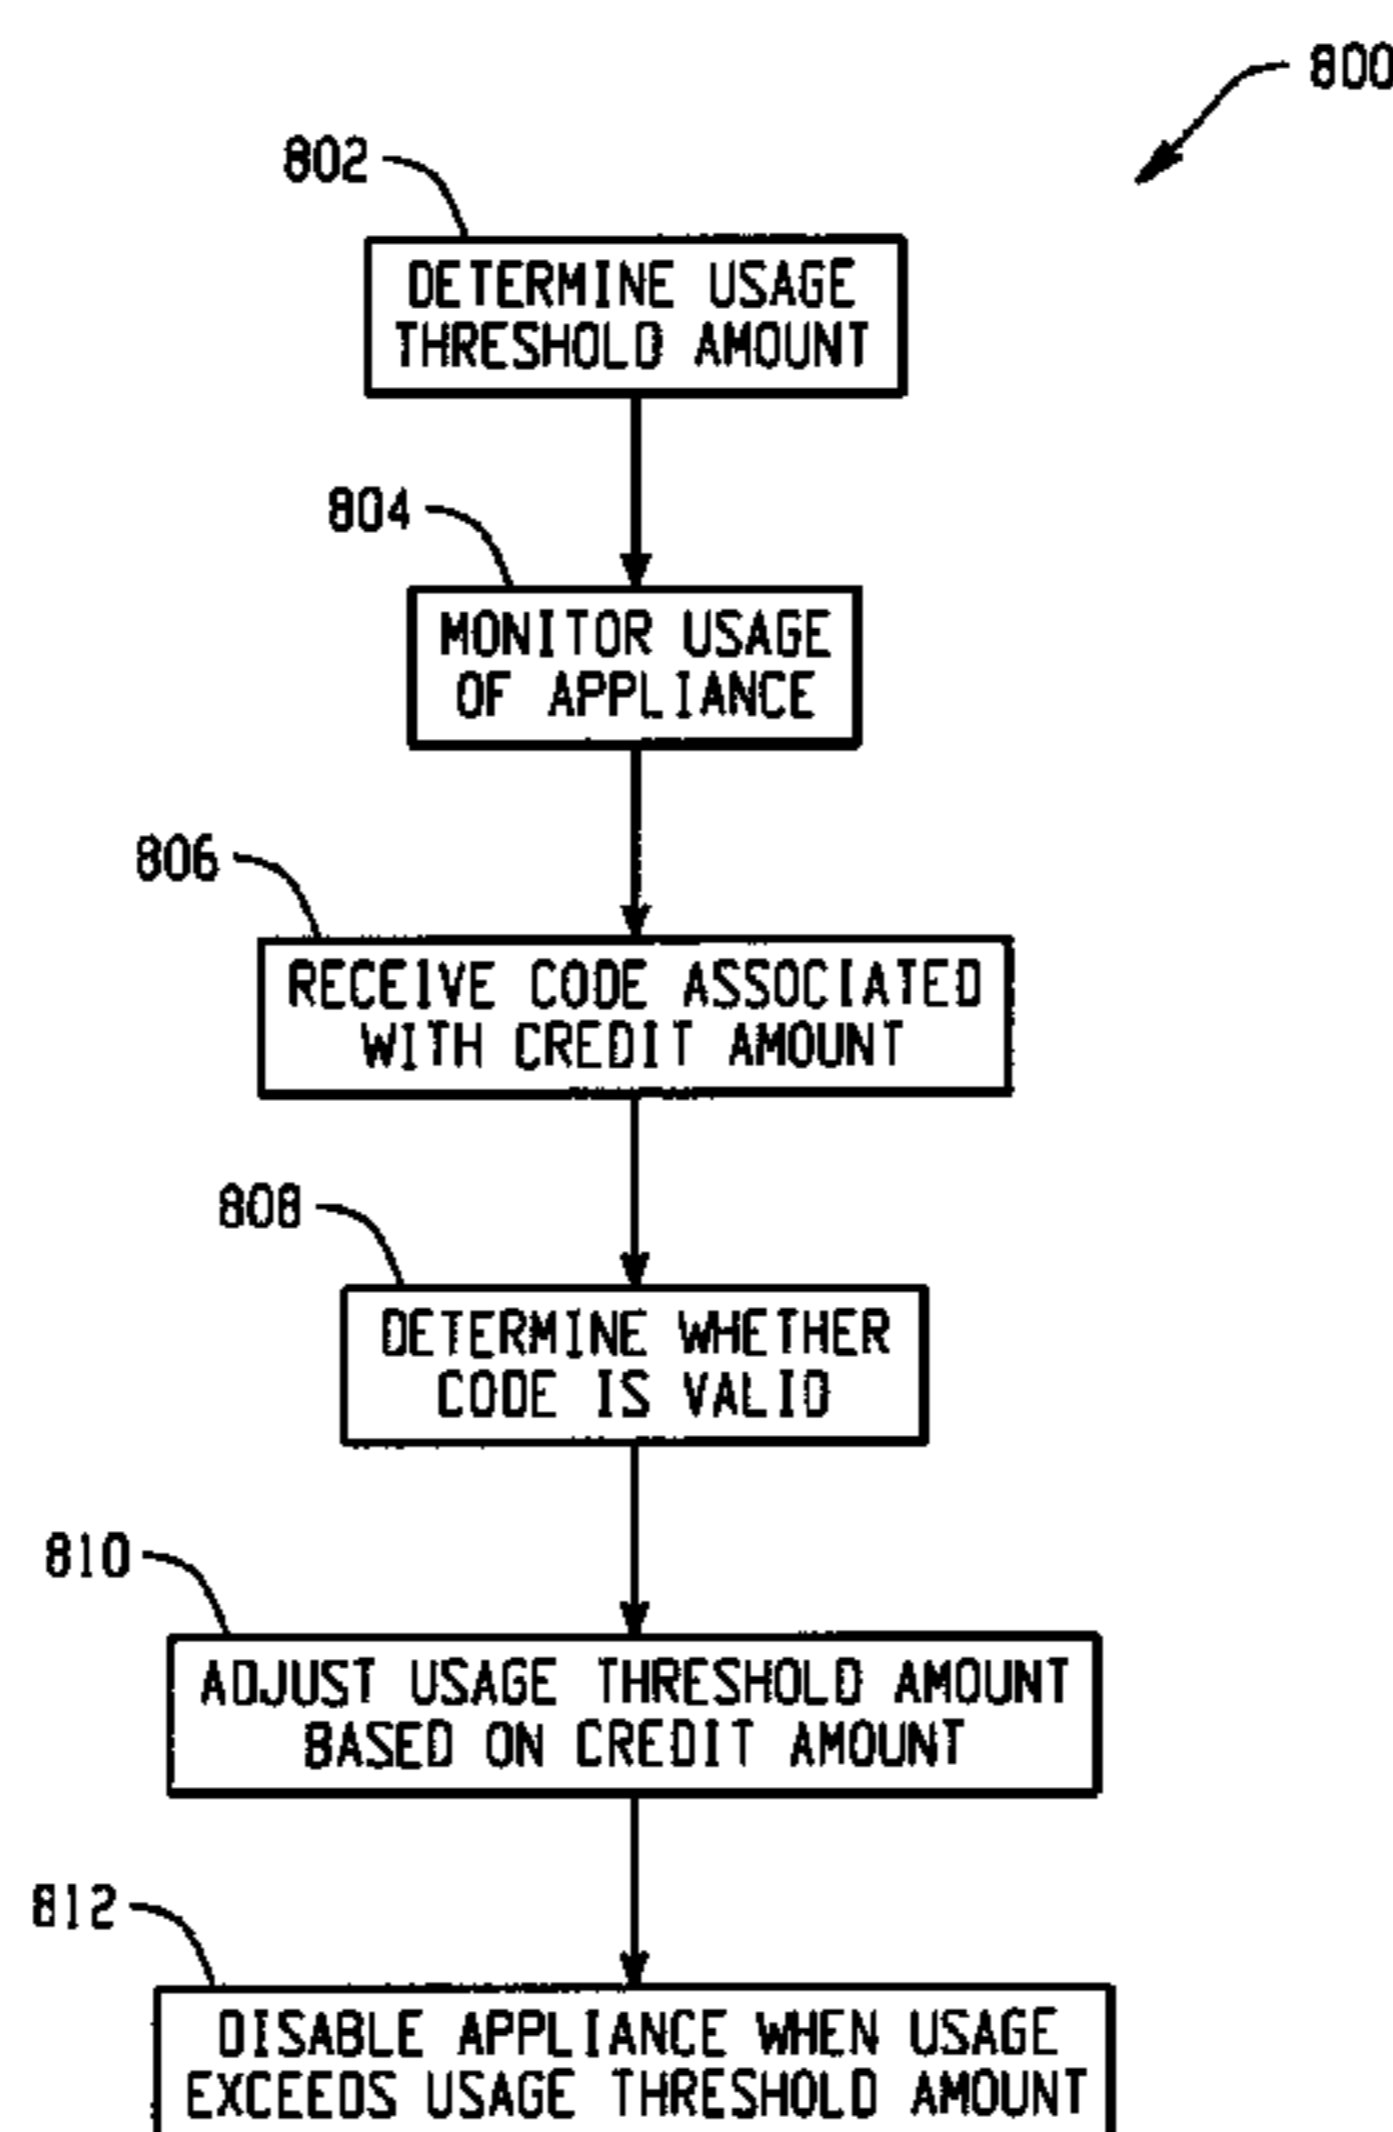 800
802
DETERMINE USAGE
THRESHOLD AMOUNT
804
MONITOR USAGE
OF APPLIANCE
806
RECEIVE CODE ASSOCIATED
WITH CREDIT AMOUNT
808
DETERMINE WHETHER
CODE IS VALID
810
ADJUST USAGE THRESHOLD AMOUNT
BASED ON CREDIT AMOUNT
812
DISABLE APPLIANCE WHEN USAGE
EXCEEDS USAGE THRESHOLD AMOUNT